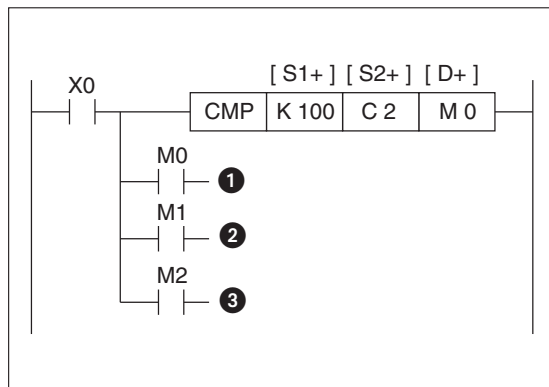 [ S1+ ] [ S2+ ] [ D+ ]
X0
CMP K 100 C 2 M 0
M0
1
M1
2
M2
3